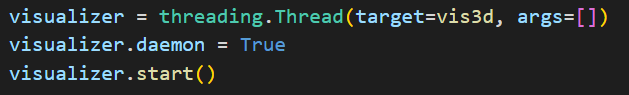 visualizer = threading.Thread(target=vis3d, args=[])
visualizer.daemon = True
visualizer.start()